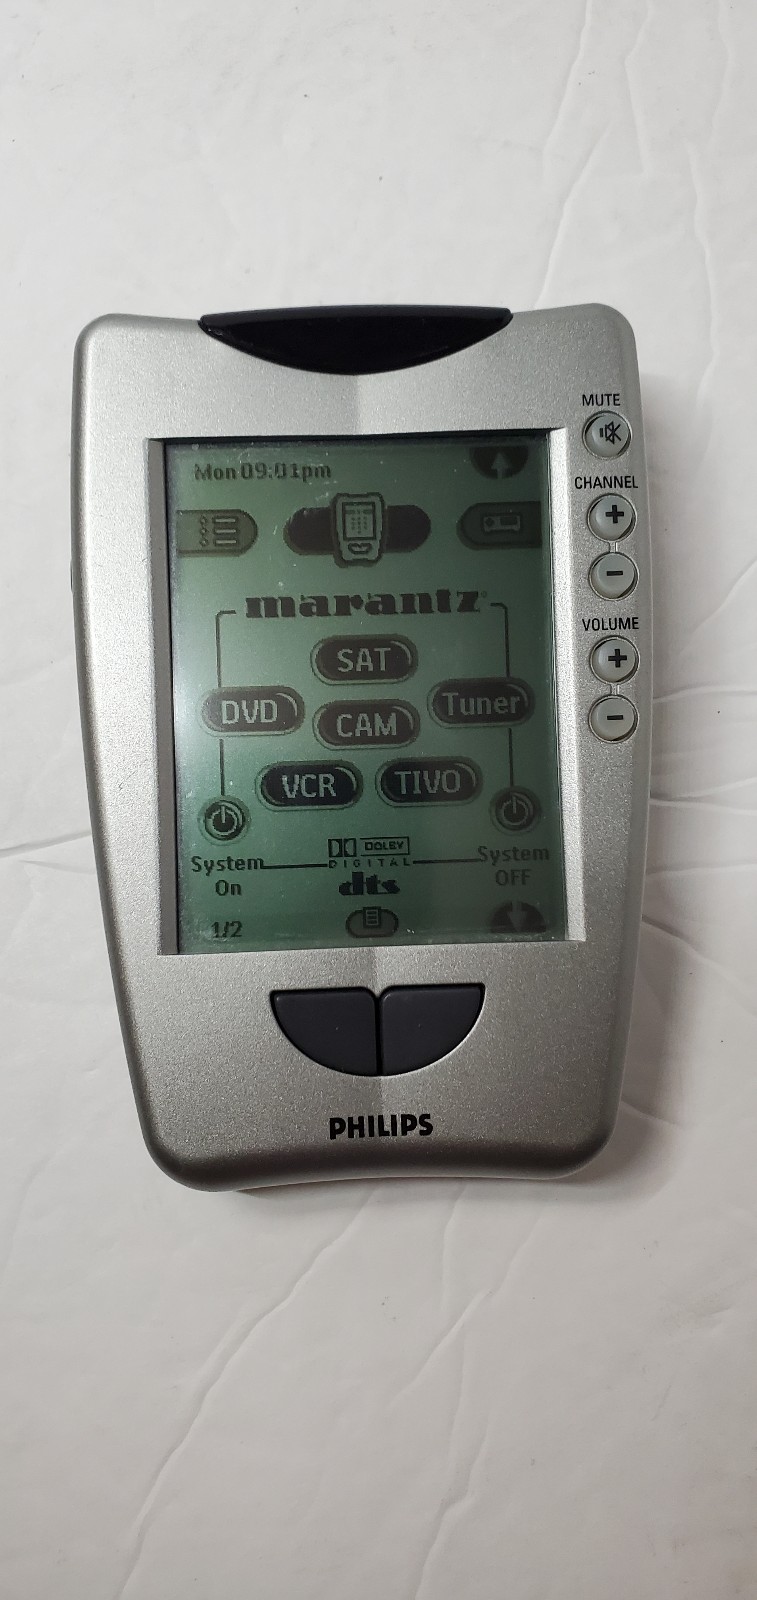 MUTE
Mon 09:01pm
CHANNEL
+
−
marantz
VOLUME
SAT
+
DVD
CAM
Tuner
−
VCR
TIVO
DOLBY
DIGITAL
dts
System
On
System
OFF
1/2
PHILIPS